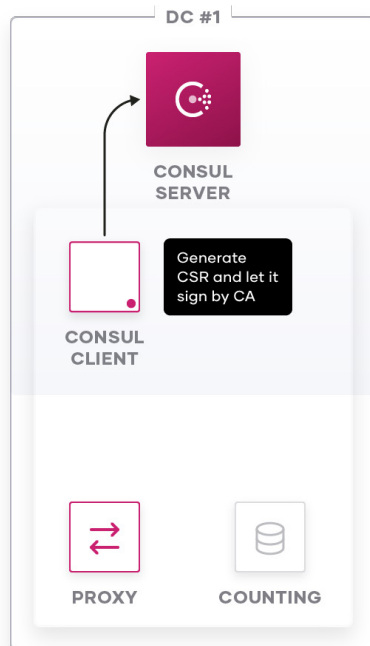 DC #1
CONSUL
SERVER
Generate
CSR and let it
sign by CA
CONSUL
CLIENT
PROXY
COUNTING